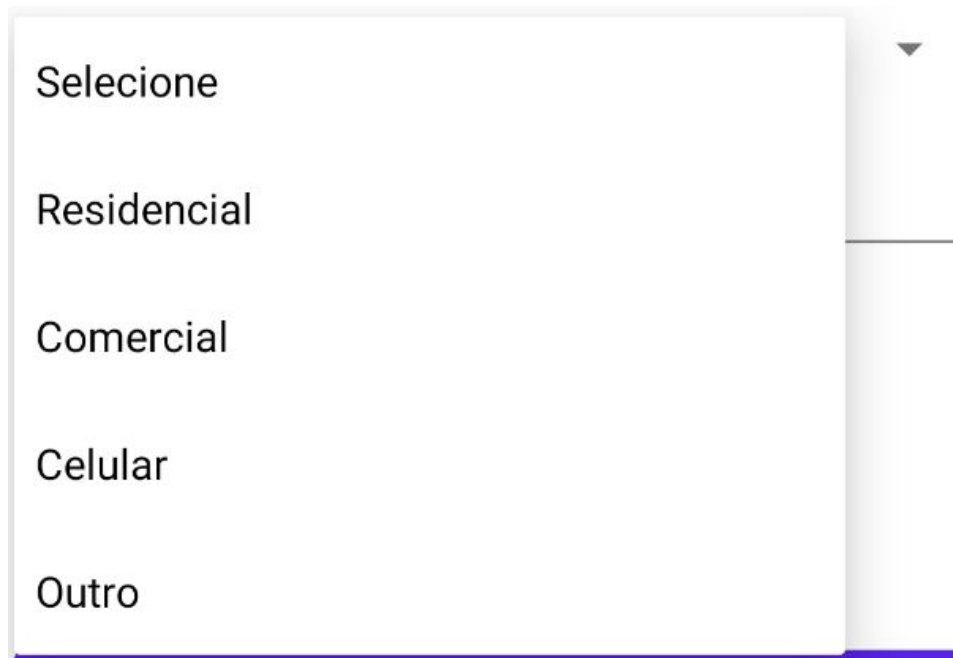 Selecione
Residencial
Comercial
Celular
Outro